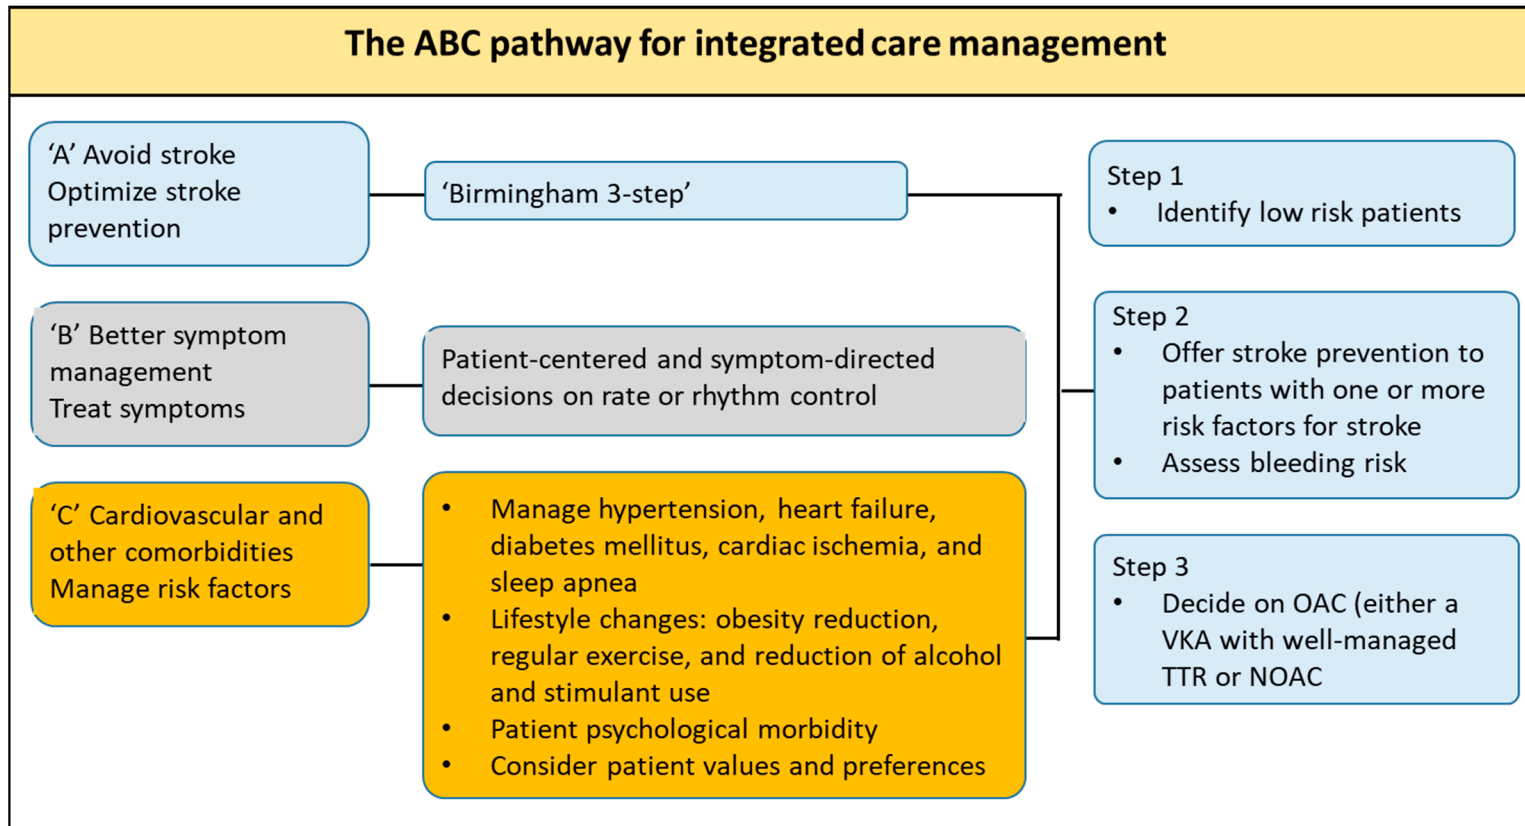 The ABC pathway for integrated care management
‘A’ Avoid stroke
Optimize stroke
prevention
‘Birmingham 3-step’
Step 1
• Identify low risk patients
‘B’ Better symptom
management
Treat symptoms
Patient-centered and symptom-directed
decisions on rate or rhythm control
Step 2
• Offer stroke prevention to
patients with one or more
risk factors for stroke
• Assess bleeding risk
‘C’ Cardiovascular and
other comorbidities
Manage risk factors
• Manage hypertension, heart failure,
diabetes mellitus, cardiac ischemia, and
sleep apnea
• Lifestyle changes: obesity reduction,
regular exercise, and reduction of alcohol
and stimulant use
• Patient psychological morbidity
• Consider patient values and preferences
Step 3
• Decide on OAC (either a
VKA with well-managed
TTR or NOAC